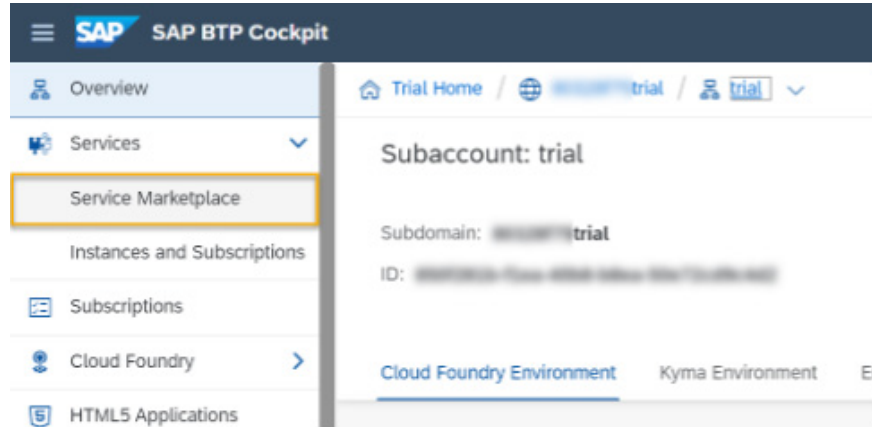 SAP SAP BTP Cockpit
Overview
Services
Service Marketplace
Instances and Subscriptions
Subscriptions
Cloud Foundry
HTML5 Applications
Trial Home / trial / trial
Subaccount: trial
Subdomain: trial
ID:
Cloud Foundry Environment Kyma Environment E